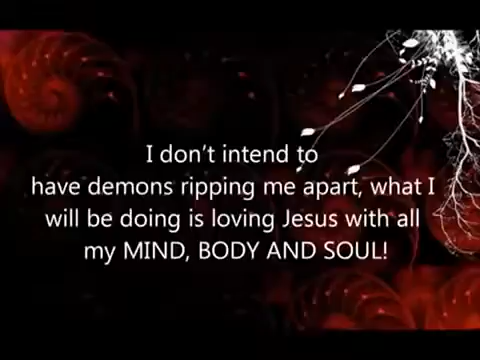 I don’t intend to
have demons ripping me apart, what I
will be doing is loving Jesus with all
my MIND, BODY AND SOUL!